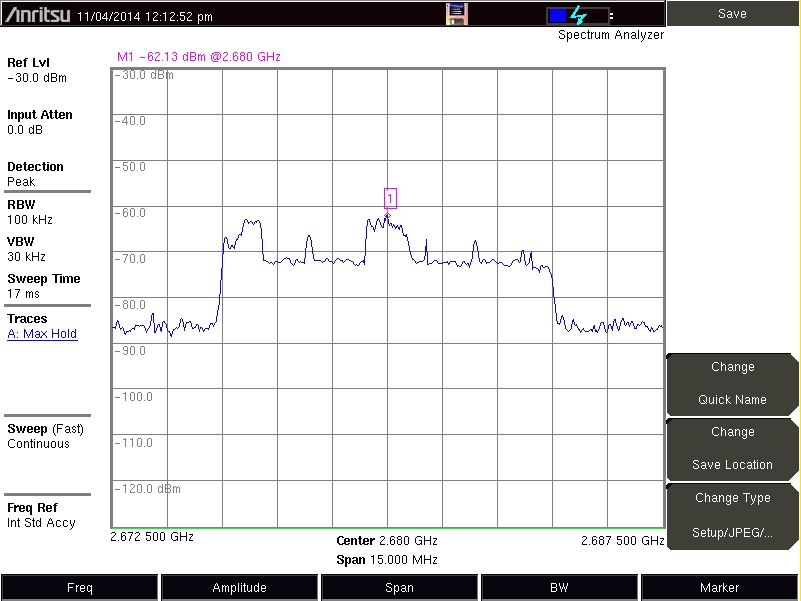 Anritsu 11/04/2014 12:12:52 pm
Save
Spectrum Analyzer
M1 -62.13 dBm @2.680 GHz
Ref Lvl
-30.0 dBm
Input Atten
0.0 dB
Detection
Peak
RBW
100 kHz
VBW
30 kHz
Sweep Time
17 ms
Traces
A: Max Hold
Sweep (Fast)
Continuous
Freq Ref
Int Std Accy
-30.0 dBm
-40.0
-50.0
-60.0
1
-70.0
-80.0
-90.0
-100.0
-110.0
-120.0 dBm
2.672 500 GHz
Center 2.680 GHz
2.687 500 GHz
Span 15.000 MHz
Change
Quick Name
Change
Save Location
Change Type
Setup/JPEG/...
Freq
Amplitude
Span
BW
Marker